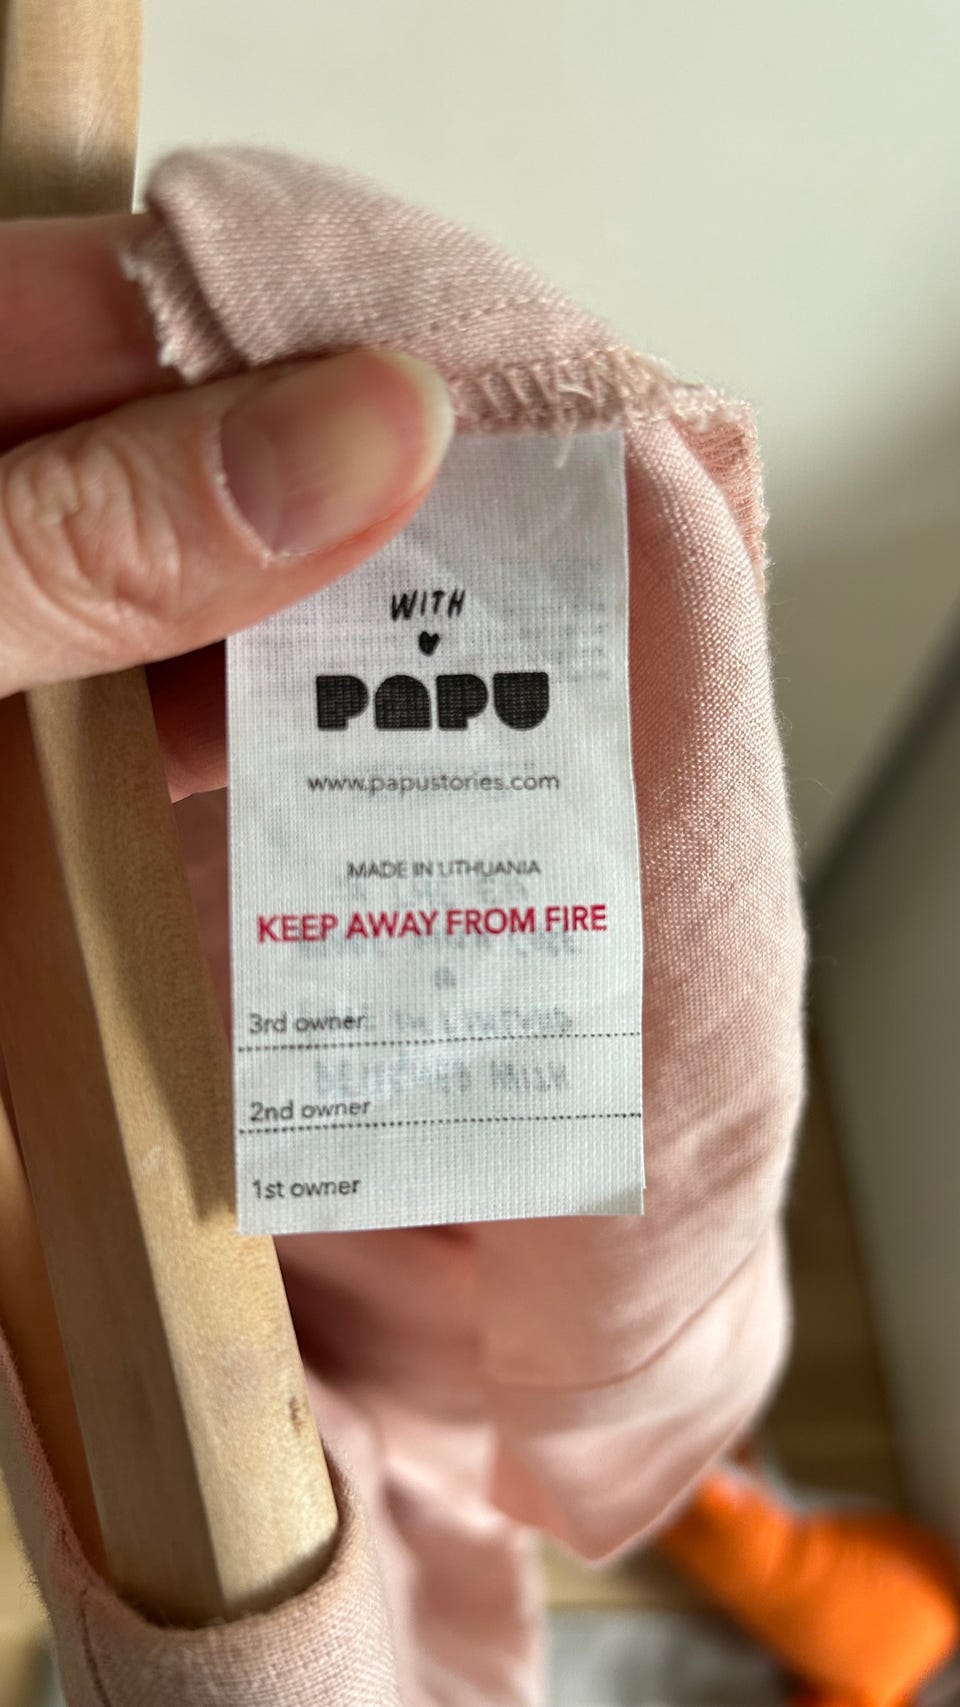 WITH
PAPU
www.papustories.com
MADE IN LITHUANIA
KEEP AWAY FROM FIRE
3rd owner
2nd owner
1st owner